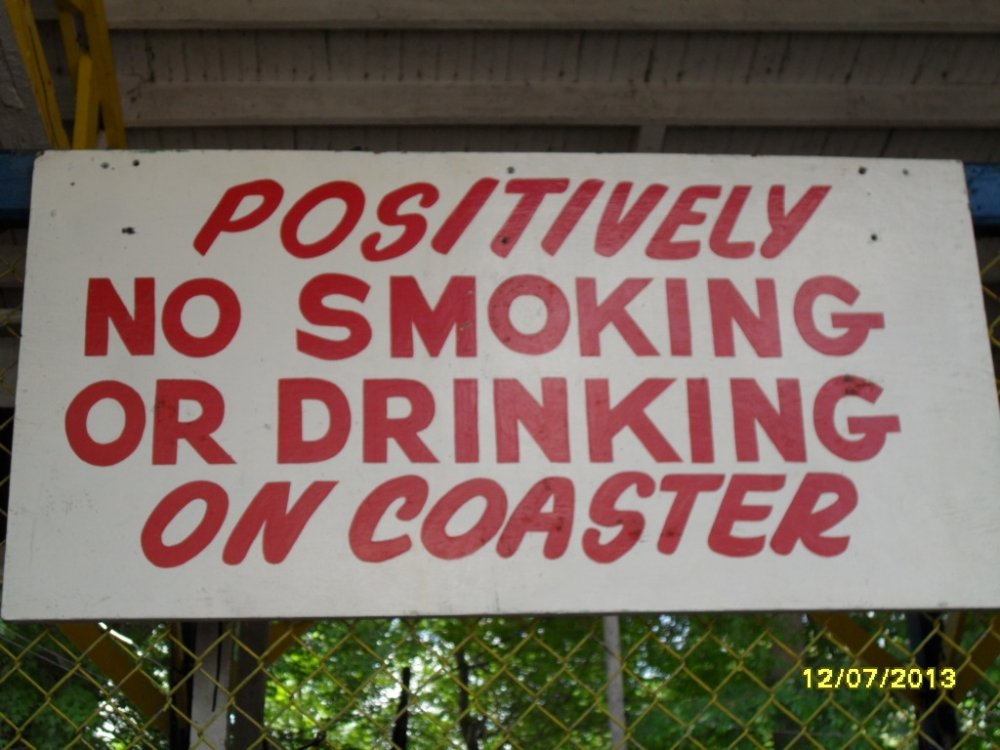 POSITIVELY
NO SMOKING
OR DRINKING
ON COASTER
12/07/2013